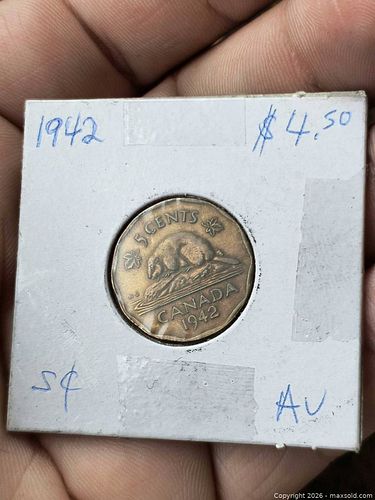 1942
$4.50
5 CENTS
CANADA
1942
5¢
AU
Copyright 2026 - maxsold.com